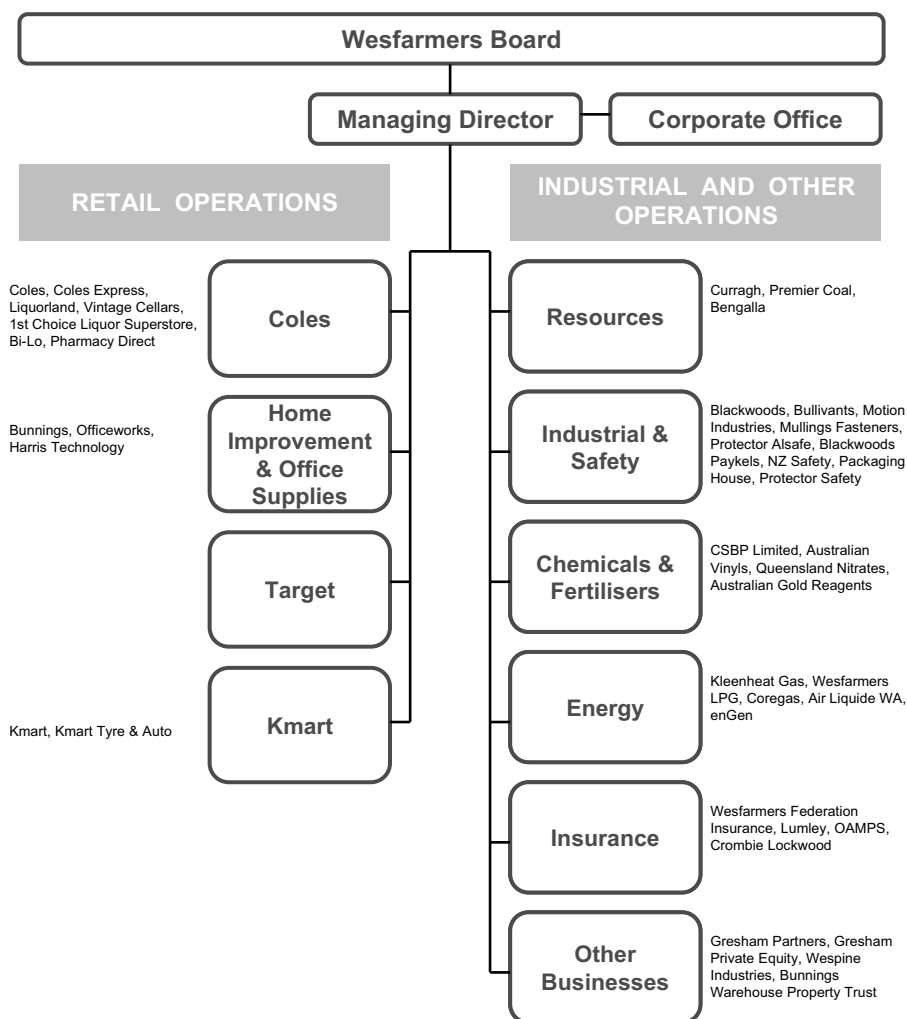 Wesfarmers Board
Managing Director
Corporate Office
RETAIL OPERATIONS
INDUSTRIAL AND OTHER
OPERATIONS
Coles, Coles Express,
Liquorland, Vintage Cellars,
1st Choice Liquor Superstore,
Bi-Lo, Pharmacy Direct
Coles
Bunnings, Officeworks,
Harris Technology
Home
Improvement
& Office
Supplies
Target
Kmart, Kmart Tyre & Auto
Kmart
Resources
Curragh, Premier Coal,
Bengalla
Industrial &
Safety
Blackwoods, Bullivants, Motion
Industries, Mullings Fasteners,
Protector Alsafe, Blackwoods
Paykels, NZ Safety, Packaging
House, Protector Safety
Chemicals &
Fertilisers
CSBP Limited, Australian
Vinyls, Queensland Nitrates,
Australian Gold Reagents
Energy
Kleenheat Gas, Wesfarmers
LPG, Coregas, Air Liquide WA,
enGen
Insurance
Wesfarmers Federation
Insurance, Lumley, OAMPS,
Crombie Lockwood
Other
Businesses
Gresham Partners, Gresham
Private Equity, Wespine
Industries, Bunnings
Warehouse Property Trust